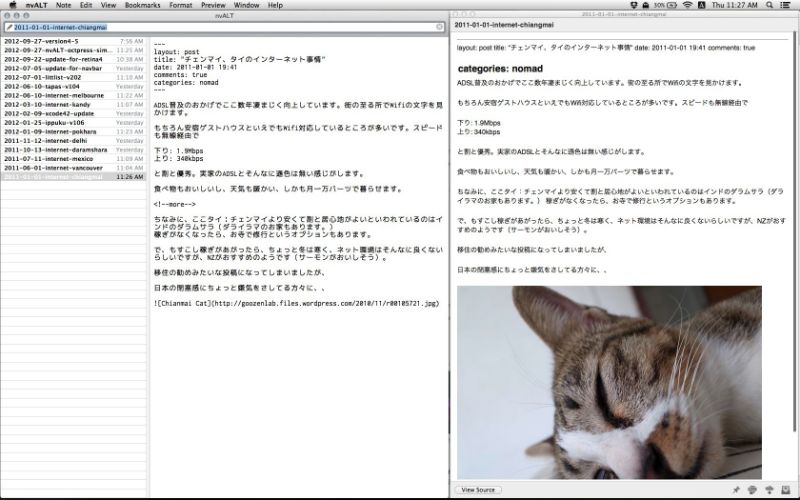 nvALT Note Edit View Bookmarks Format Preview Window Help
30% Thu 11:27 AM
nvALT
2011-01-01-internet-chiangmai
2012-09-27-version4-5 7:55 AM
2012-09-27-nvALT-octpress-sim... 11:25 AM
2012-09-22-update-for-retina4 10:38 AM
2012-07-05-update-for-navbar Yesterday
2012-07-01-litlist-v202 11:18 AM
2012-06-10-tapas-v104 Yesterday
2012-06-10-internet-melbourne 11:22 AM
2012-03-10-internet-kandy 11:07 AM
2012-02-09-xcode42-update Yesterday
2012-01-25-ippuku-v106 Yesterday
2012-01-09-internet-pokhara 11:23 AM
2011-11-12-internet-delhi Yesterday
2011-10-13-internet-daramshara Yesterday
2011-07-11-internet-mexico 11:09 AM
2011-06-01-internet-vancouver 11:04 AM
2011-01-01-internet-chiangmai 11:26 AM
---
layout: post
title: "チェンマイ、タイのインターネット事情"
date: 2011-01-01 19:41
comments: true
categories: nomad
---
ADSL普及のおかげでここ数年凄まじく向上しています。街の至る所でWifiの文字を見
かけます。
もちろん安宿ゲストハウスといえでもWifi対応しているところが多いです。スピード
も無線経由で
下り: 1.9Mbps
上り: 340kbps
と割と優秀。実家のADSLとそんなに遜色は無い感じがします。
食べ物もおいしいし、天気も暖かい、しかも月一万バーツで暮らせます。
<!--more-->
ちなみに、ここタイ：チェンマイより安くて割と居心地がよいといわれているのはイ
ンドのダラムサラ（ダライラマのお家もあります。）
稼ぎがなくなったら、お寺で修行というオプションもあります。
で、もすこし稼ぎがあがったら、ちょっと冬は寒く、ネット環境はそんなに良くない
らしいですが、NZがおすすめのようです（サーモンがおいしそう）。
移住の勧めみたいな投稿になってしまいましたが、
日本の閉塞感にちょっと嫌気をさしてる方々に、、
![Chianmai Cat](http://goozenlab.files.wordpress.com/2010/11/r00105721.jpg)
2011-01-01-internet-chiangmai
2011-01-01-internet-chiangmai
layout: post title: "チェンマイ、タイのインターネット事情" date: 2011-01-01 19:41 comments: true
categories: nomad
ADSL普及のおかげでここ数年凄まじく向上しています。街の至る所でWifiの文字を見かけます。
もちろん安宿ゲストハウスといえでもWifi対応しているところが多いです。スピードも無線経由で
下り: 1.9Mbps
上り: 340kbps
と割と優秀。実家のADSLとそんなに遜色は無い感じがします。
食べ物もおいしいし、天気も暖かい、しかも月一万バーツで暮らせます。
ちなみに、ここタイ：チェンマイより安くて割と居心地がよいといわれているのはインドのダラムサラ（ダ
ライラマのお家もあります。） 稼ぎがなくなったら、お寺で修行というオプションもあります。
で、もすこし稼ぎがあがったら、ちょっと冬は寒く、ネット環境はそんなに良くないらしいですが、NZがお
すすめのようです（サーモンがおいしそう）。
移住の勧めみたいな投稿になってしまいましたが、
日本の閉塞感にちょっと嫌気をさしてる方々に、、
View Source